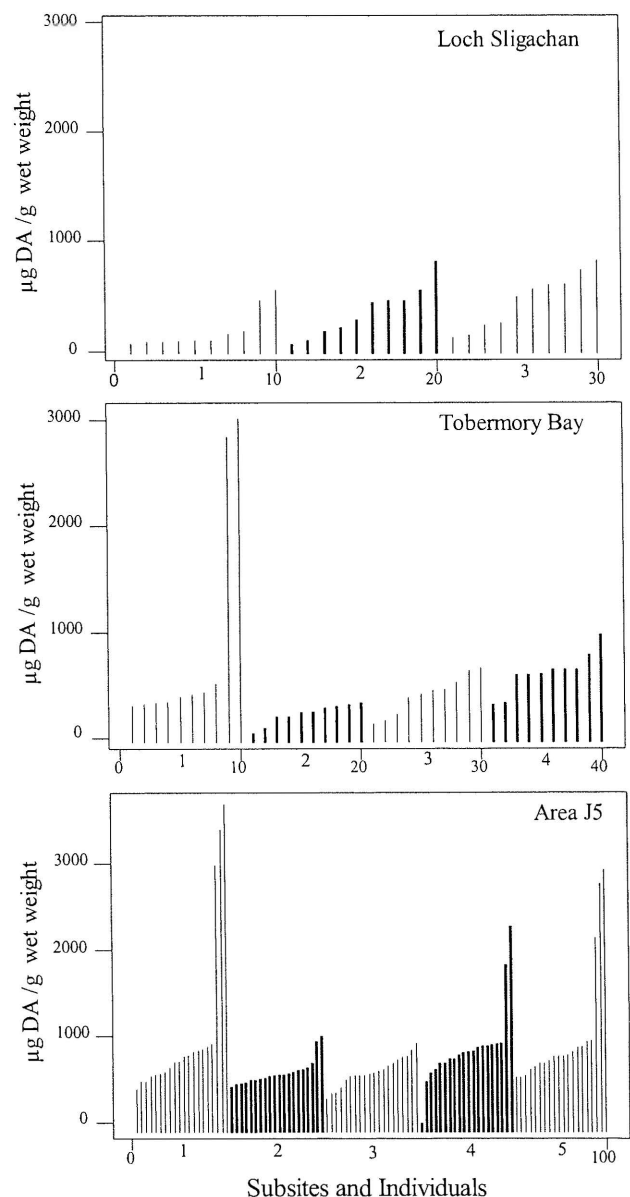 Loch Sligachan
µg DA /g wet weight
3000
2000
1000
0
0 1 10 2 20 3 30
Tobermory Bay
µg DA /g wet weight
3000
2000
1000
0
0 1 10 2 20 3 30 4 40
Area J5
µg DA /g wet weight
3000
2000
1000
0
0 1 2 3 4 5 100
Subsites and Individuals